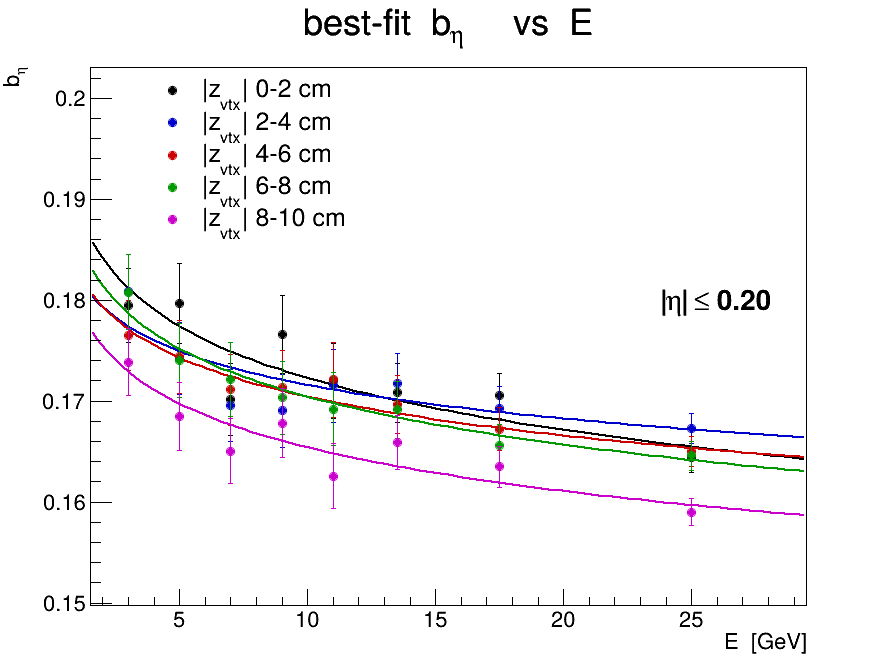 best-fit b_η vs E
b_η
|z_vtx| 0-2 cm
|z_vtx| 2-4 cm
|z_vtx| 4-6 cm
|z_vtx| 6-8 cm
|z_vtx| 8-10 cm
|η| ≤ 0.20
0.2
0.19
0.18
0.17
0.16
0.15
5 10 15 20 25
E [GeV]